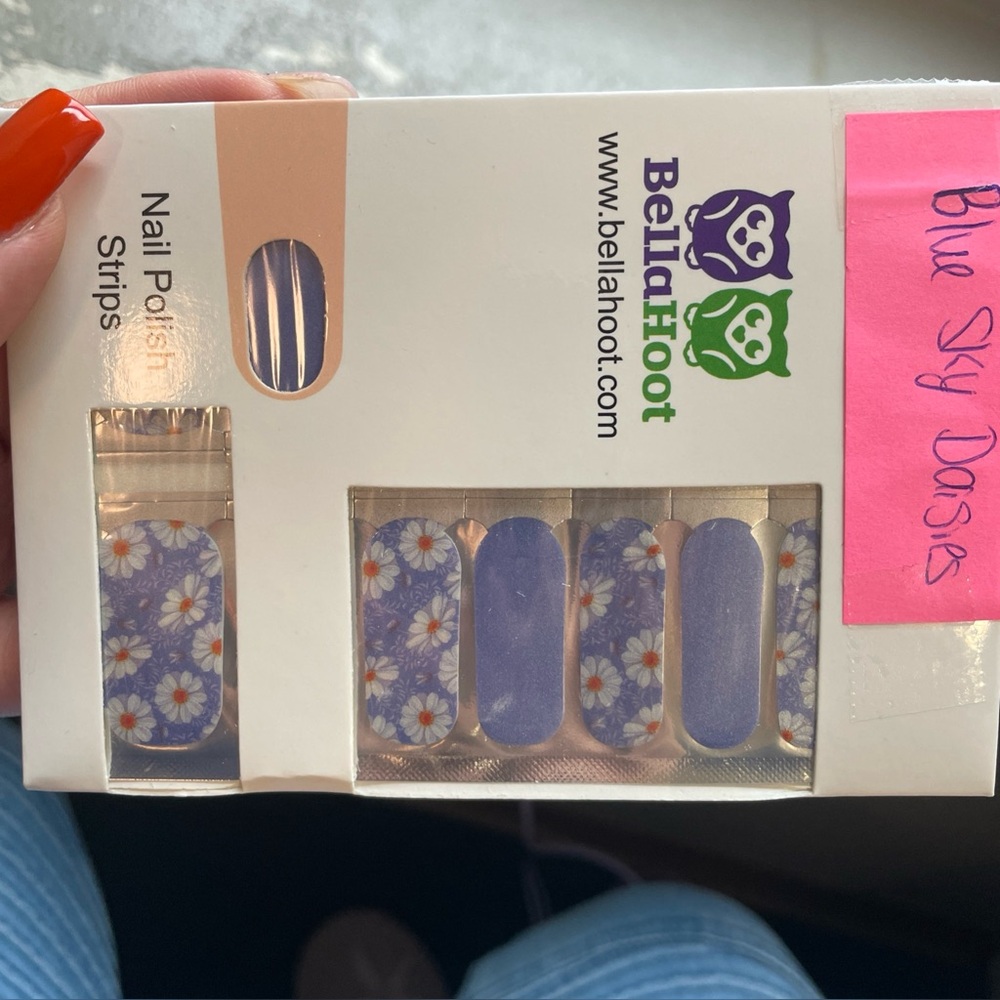 Blue Sky Daisies
BellaHoot
www.bellahoot.com
Nail Polish
Strips